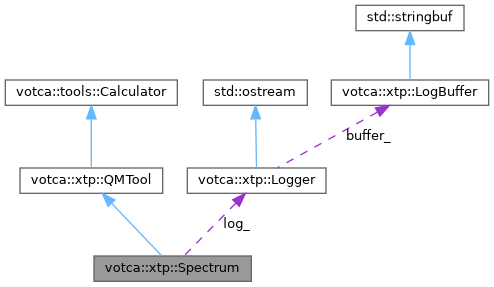 std::stringbuf
votca::tools::Calculator
std::ostream
votca::xtp::LogBuffer
buffer_
votca::xtp::QMTool
votca::xtp::Logger
log_
votca::xtp::Spectrum